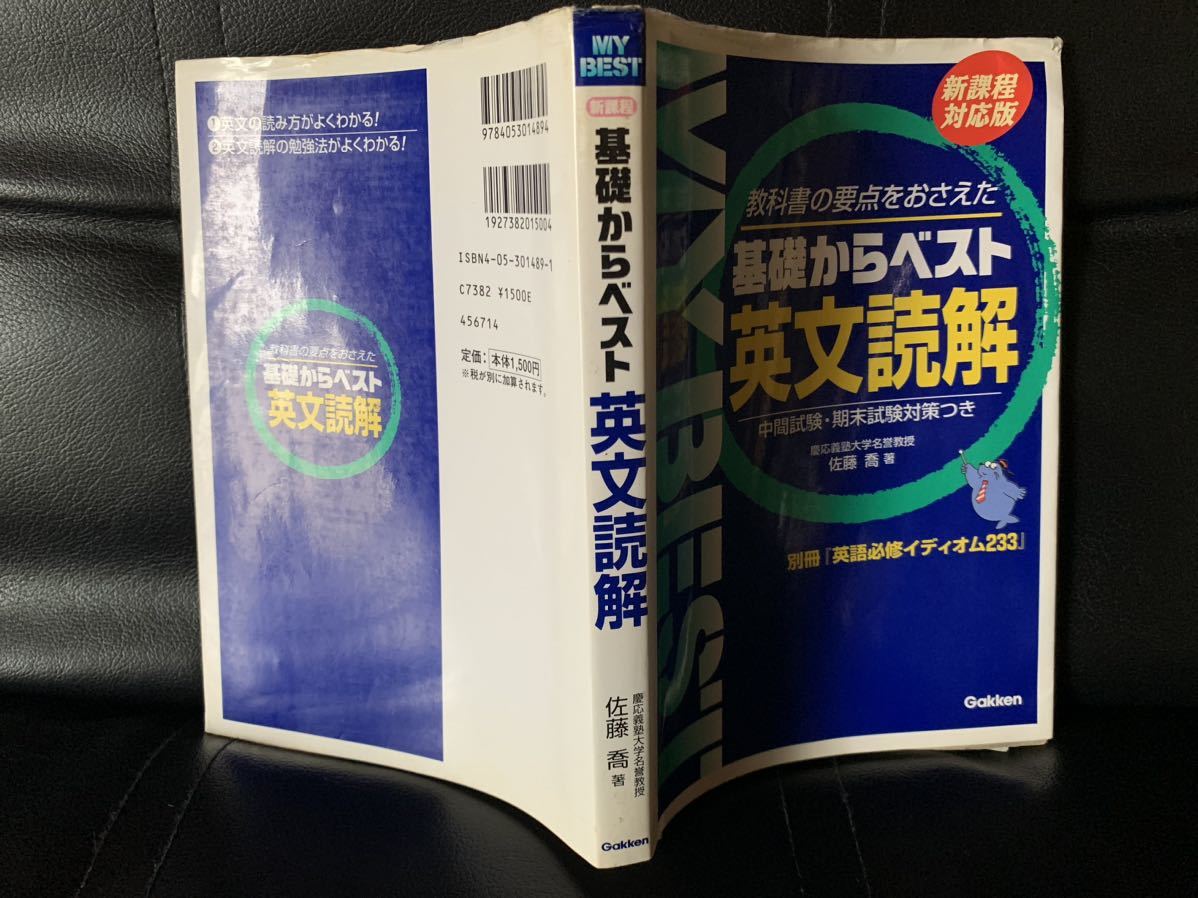 ❶英文の読み方がよくわかる!
❷英文読解の勉強法がよくわかる!
教科書の要点をおさえた
基礎からベスト
英文読解
9784053014894
1927382015004
ISBN4-05-301489-1
C7382 ¥1500E
456714
定価:本体1,500円
※税が別に加算されます。
MY
BEST
新課程
基礎からベスト
英文読解
慶応義塾大学名誉教授
佐藤 喬 著
Gakken
MY BEST
新課程
対応版
教科書の要点をおさえた
基礎からベスト
英文読解
中間試験・期末試験対策つき
慶応義塾大学名誉教授
佐藤 喬 著
別冊『英語必修イディオム233』
Gakken